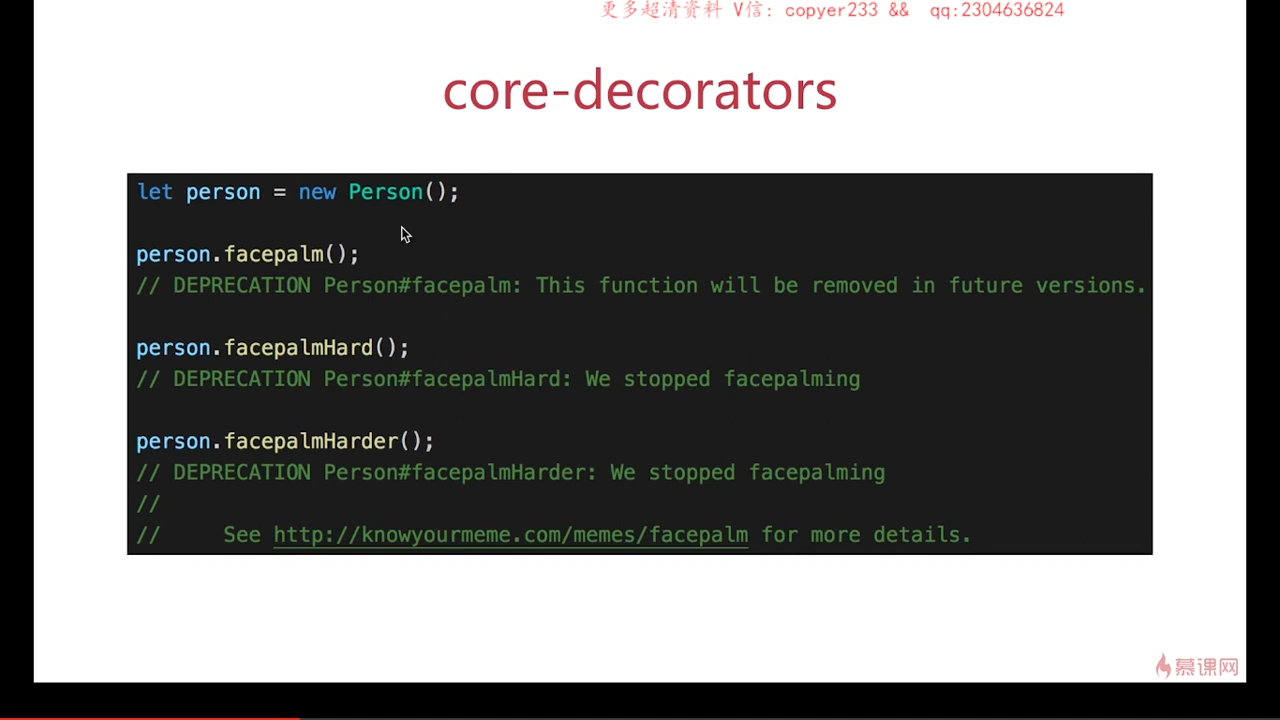 更多超清资料 V信: copyer233 && qq:2304636824
core-decorators
let person = new Person();
person.facepalm();
// DEPRECATION Person#facepalm: This function will be removed in future versions.
person.facepalmHard();
// DEPRECATION Person#facepalmHard: We stopped facepalming
person.facepalmHarder();
// DEPRECATION Person#facepalmHarder: We stopped facepalming
//
// See http://knowyourmeme.com/memes/facepalm for more details.
慕课网